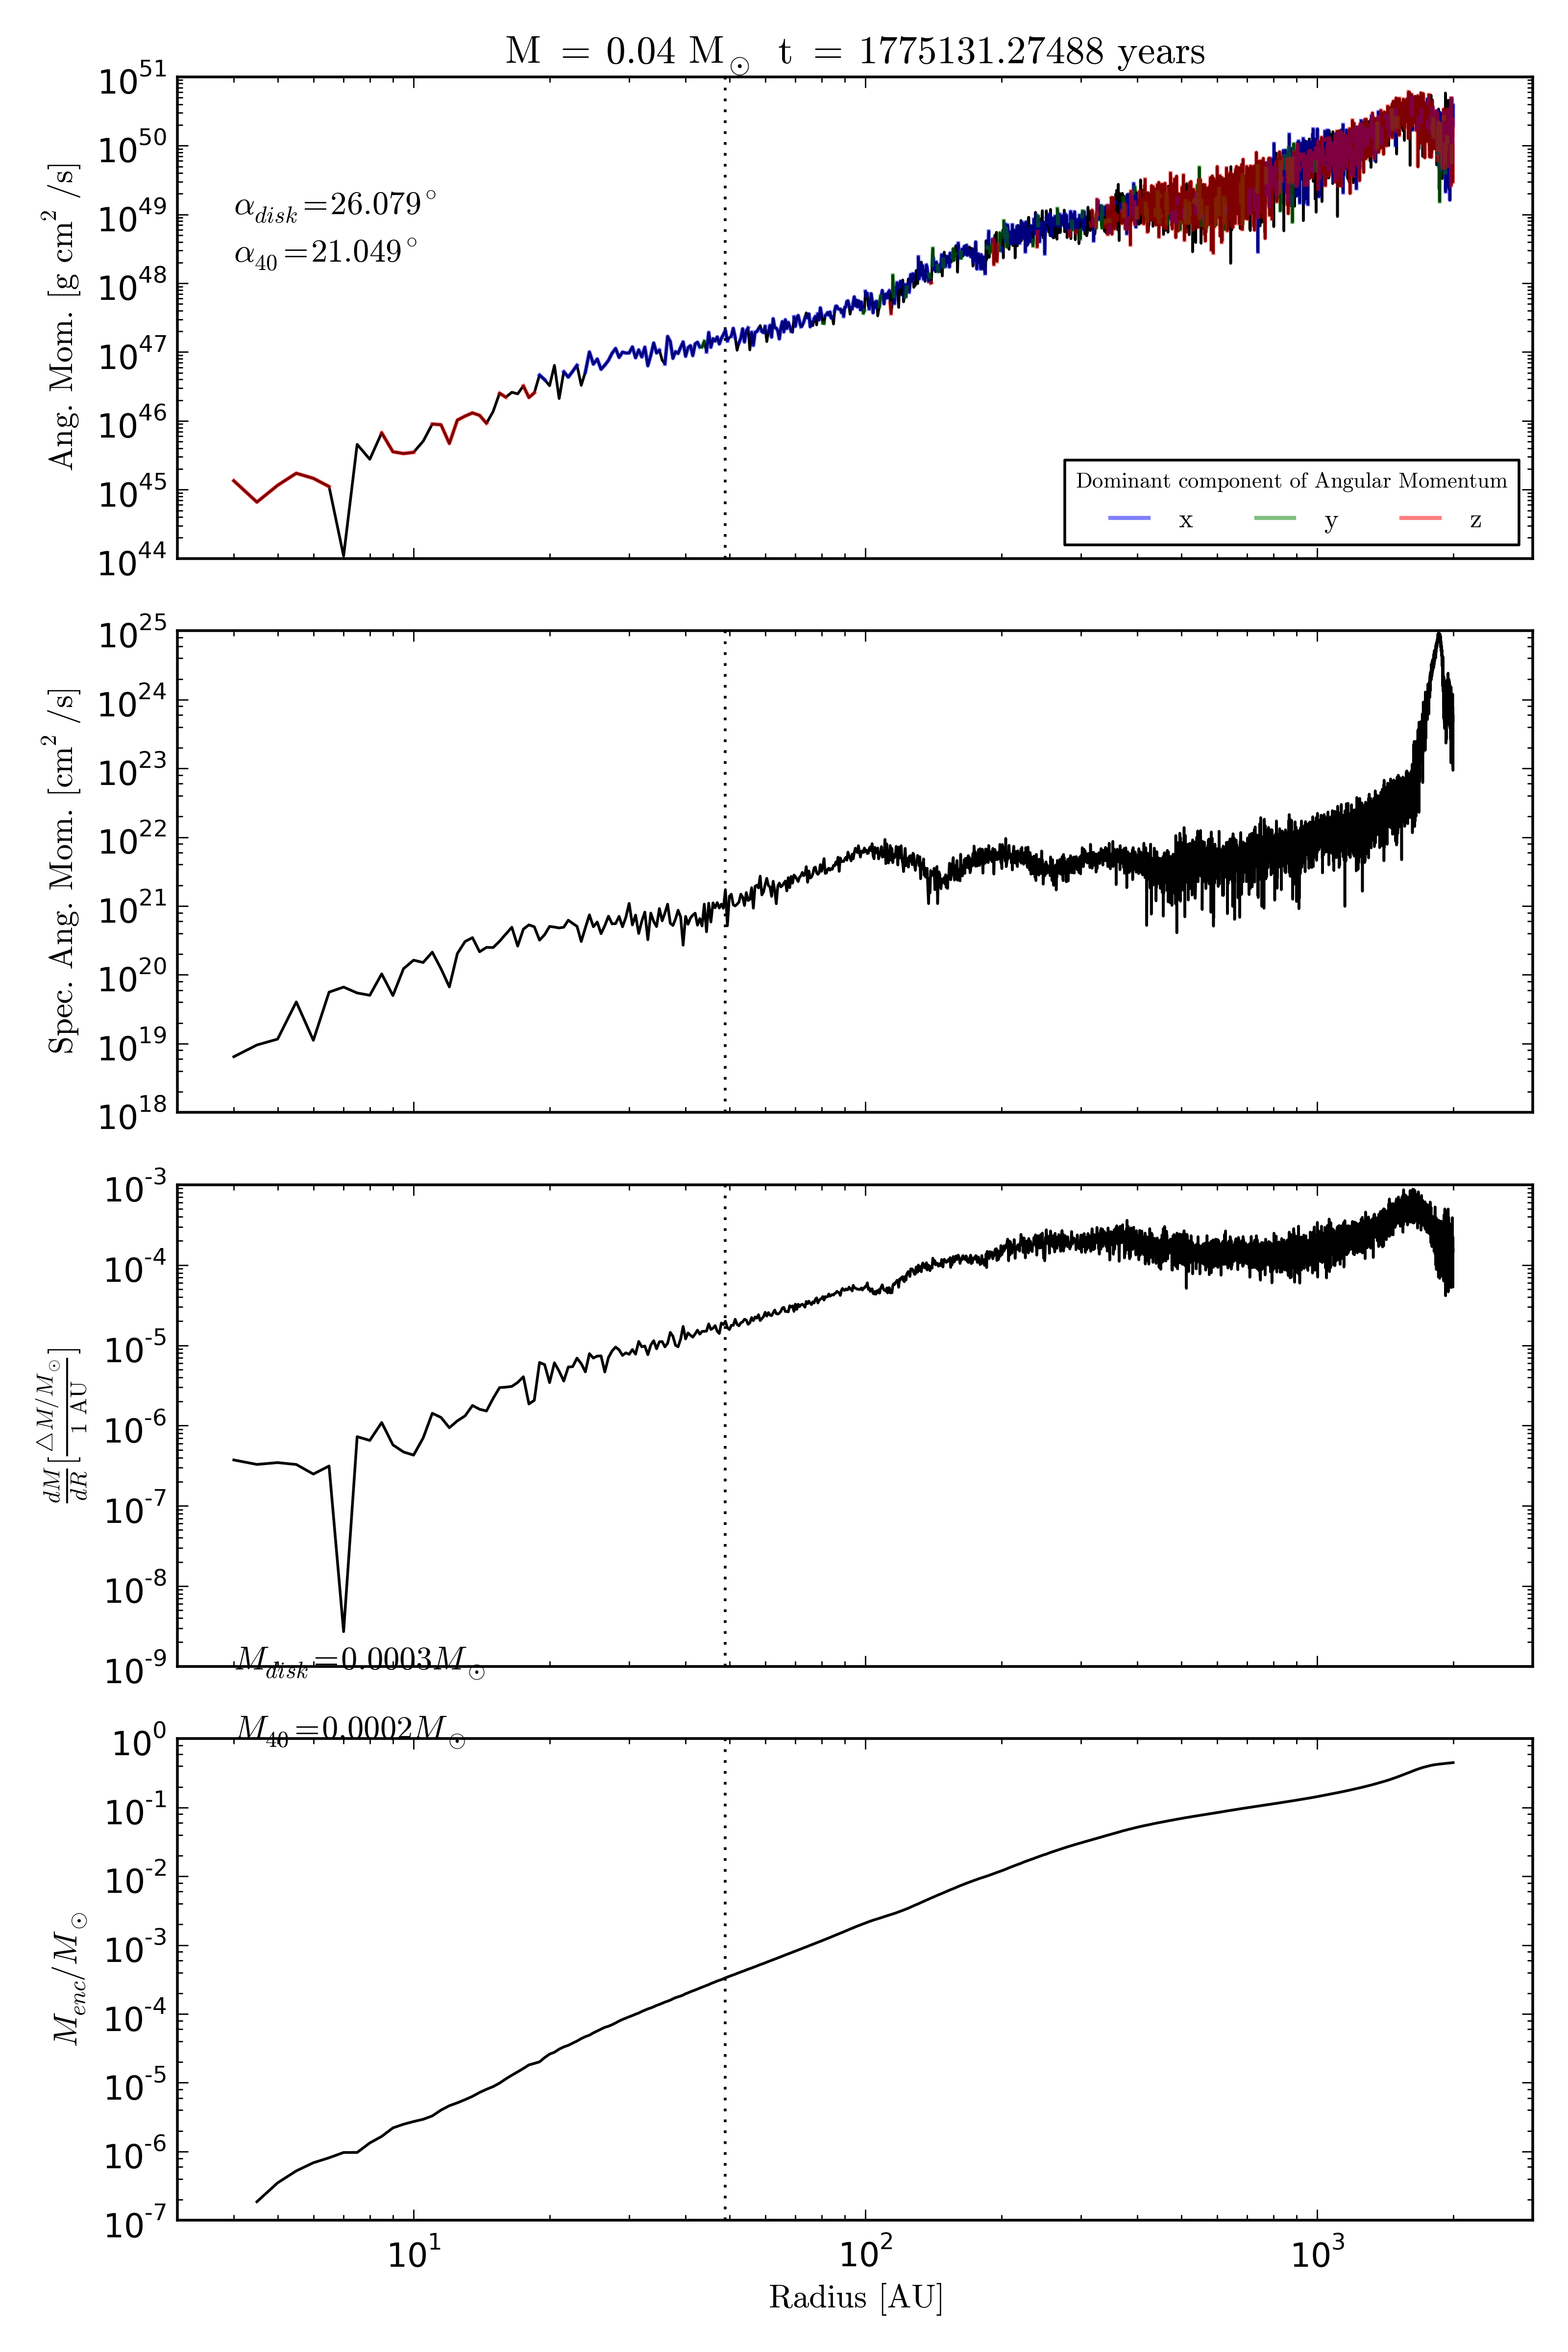 M = 0.04 M⊙ t = 1775131.27488 years
10^51
10^50
10^49
10^48
10^47
10^46
10^45
10^44
Ang. Mom. [g cm^2 /s]
α_disk = 26.079°
α_40 = 21.049°
Dominant component of Angular Momentum
x y z
10^25
10^24
10^23
10^22
10^21
10^20
10^19
10^18
Spec. Ang. Mom. [cm^2 /s]
10^-3
10^-4
10^-5
10^-6
10^-7
10^-8
10^-9
dM/dR [△M/M⊙ / 1 AU]
M_disk = 0.0003M⊙
M_40 = 0.0002M⊙
10^0
10^-1
10^-2
10^-3
10^-4
10^-5
10^-6
10^-7
M_enc/M⊙
10^1 10^2 10^3
Radius [AU]